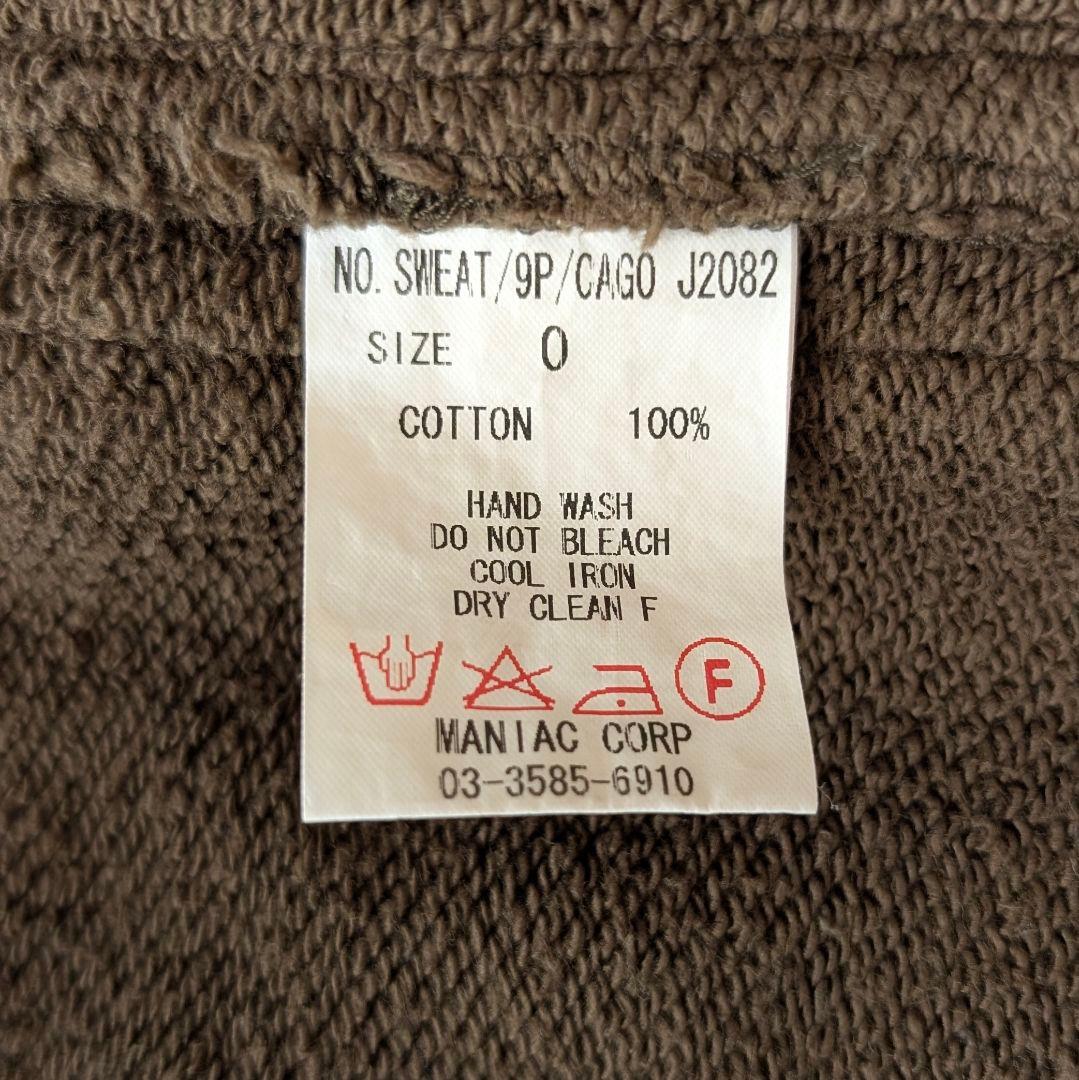 NO. SWEAT/9P/CAGO J2082
SIZE 0
COTTON 100%
HAND WASH
DO NOT BLEACH
COOL IRON
DRY CLEAN F
F
MANIAC CORP
03-3585-6910